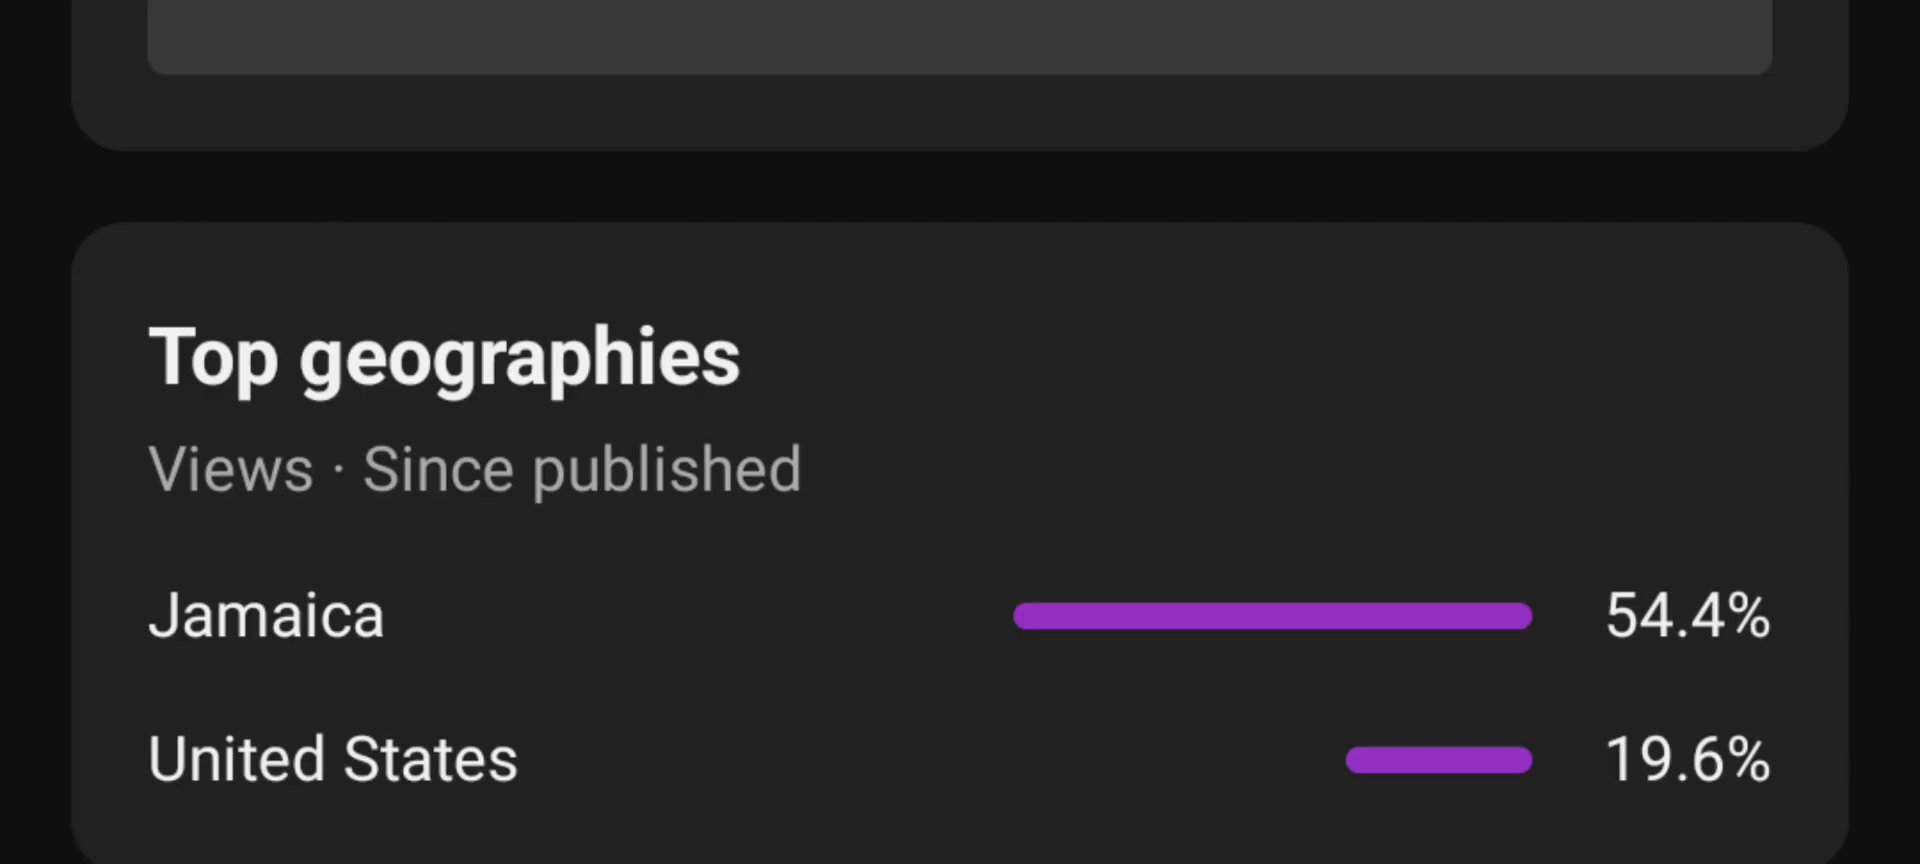 Top geographies
Views · Since published
Jamaica 54.4%
United States 19.6%